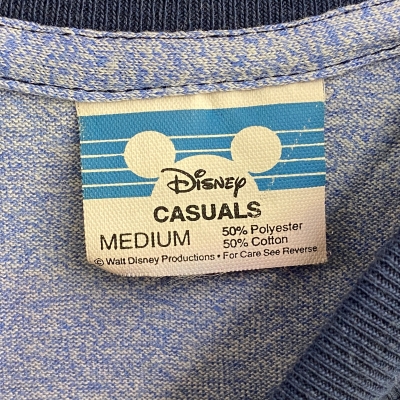 Disney
CASUALS
MEDIUM 50% Polyester
50% Cotton
© Walt Disney Productions • For Care See Reverse